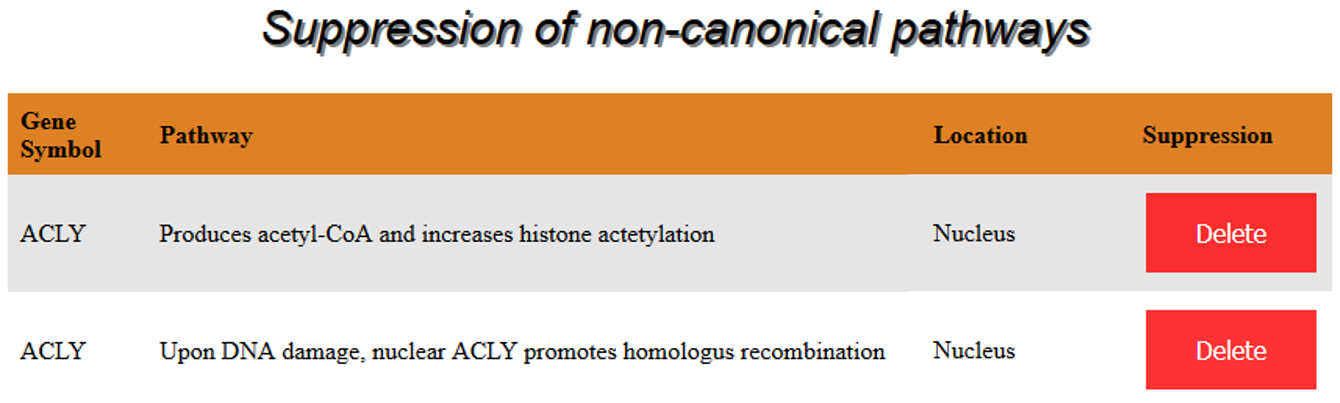 Suppression of non-canonical pathways
Gene
Symbol Pathway Location Suppression
ACLY Produces acetyl-CoA and increases histone actetylation Nucleus Delete
ACLY Upon DNA damage, nuclear ACLY promotes homologus recombination Nucleus Delete